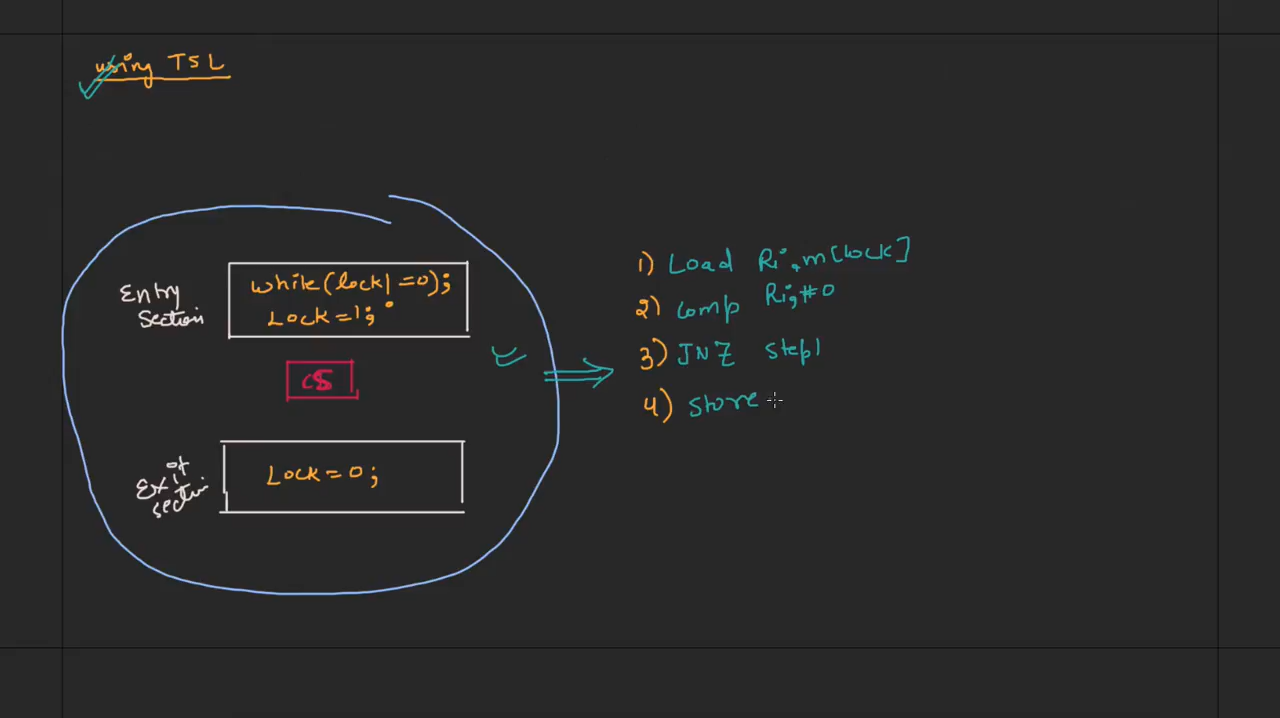 using TSL
Entry
Section
while(lock!=0);
Lock=1;
CS
Exit
section
Lock=0;
1) Load Ri,m[lock]
2) comp Ri,#0
3) JNZ step1
4) store